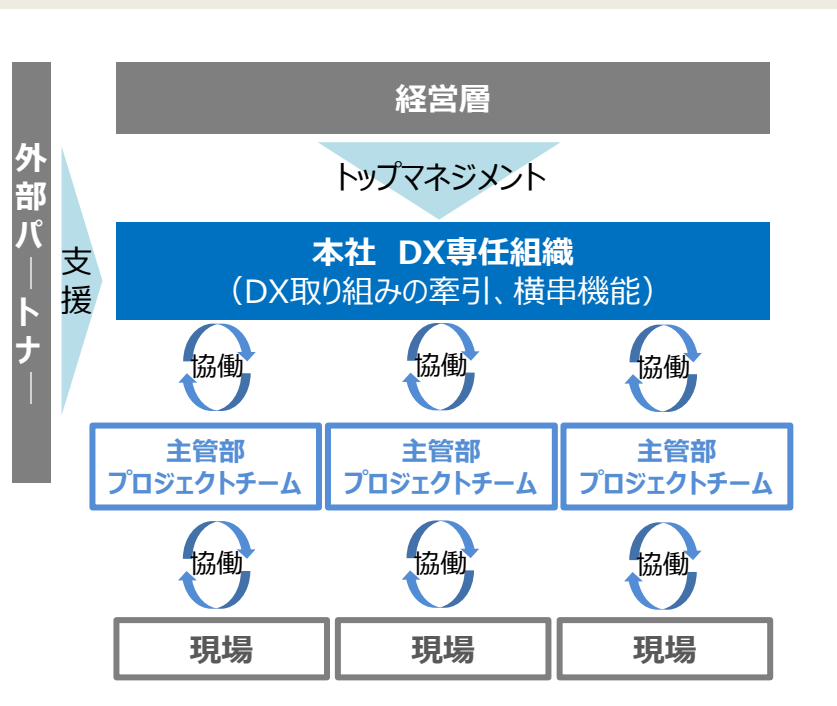 経営層
トップマネジメント
外部パートナー
支援
本社 DX専任組織
（DX取り組みの牽引、横串機能）
協働 協働 協働
主管部 主管部 主管部
プロジェクトチーム プロジェクトチーム プロジェクトチーム
協働 協働 協働
現場 現場 現場